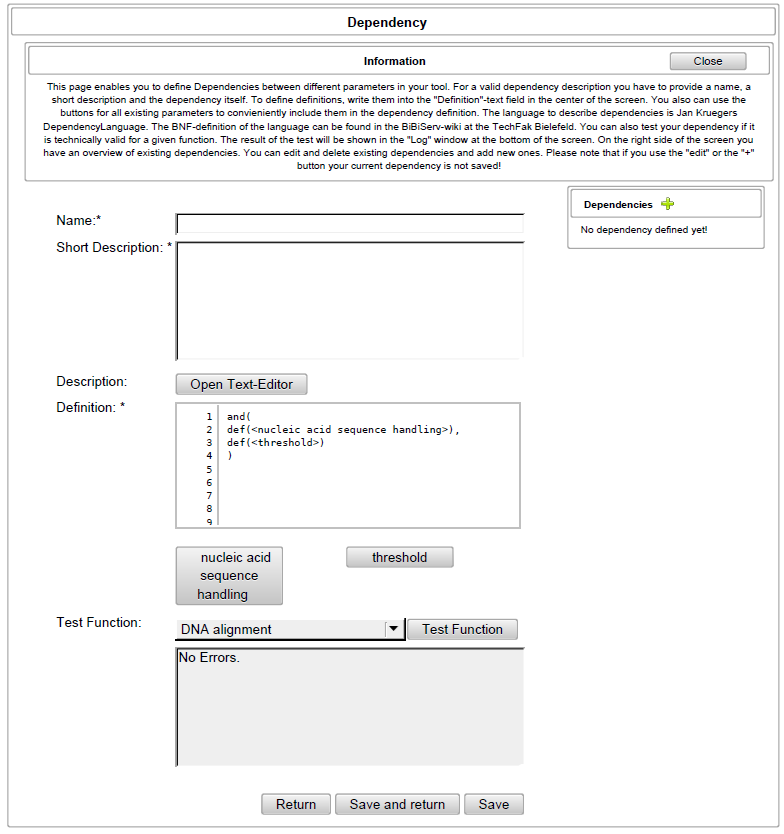 Dependency
Information
Close
This page enables you to define Dependencies between different parameters in your tool. For a valid dependency description you have to provide a name, a
short description and the dependency itself. To define definitions, write them into the "Definition"-text field in the center of the screen. You also can use the
buttons for all existing parameters to convieniently include them in the dependency definition. The language to describe dependencies is Jan Kruegers
DependencyLanguage. The BNF-definition of the language can be found in the BiBiServ-wiki at the TechFak Bielefeld. You can also test your dependency if it
is technically valid for a given function. The result of the test will be shown in the "Log" window at the bottom of the screen. On the right side of the screen you
have an overview of existing dependencies. You can edit and delete existing dependencies and add new ones. Please note that if you use the "edit" or the "+"
button your current dependency is not saved!
Dependencies
No dependency defined yet!
Name:*
Short Description: *
Description:
Open Text-Editor
Definition: *
1 and(
2 def(<nucleic acid sequence handling>),
3 def(<threshold>)
4 )
5
6
7
8
9
nucleic acid
sequence
handling
threshold
Test Function:
DNA alignment
Test Function
No Errors.
Return
Save and return
Save